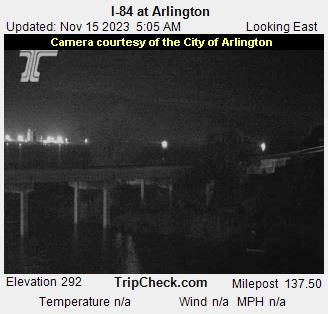 I-84 at Arlington
Updated: Nov 15 2023 5:05 AM Looking East
Camera courtesy of the City of Arlington
Elevation 292 TripCheck.com Milepost 137.50
Temperature n/a Wind n/a MPH n/a